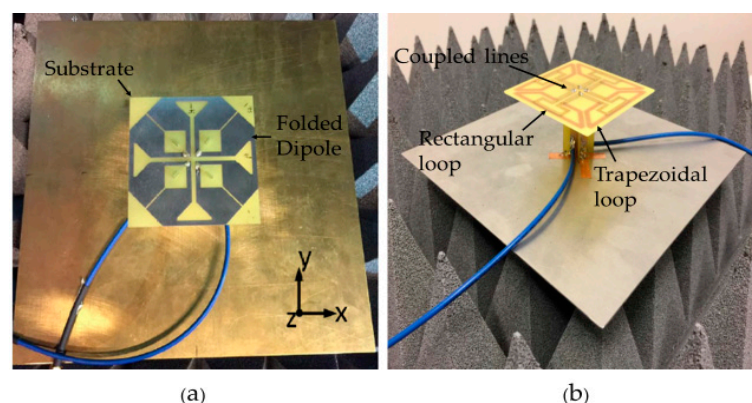 (a)
Substrate
Folded
Dipole
y
z
x
(b)
Coupled lines
Rectangular
loop
Trapezoidal
loop
(a)
(b)